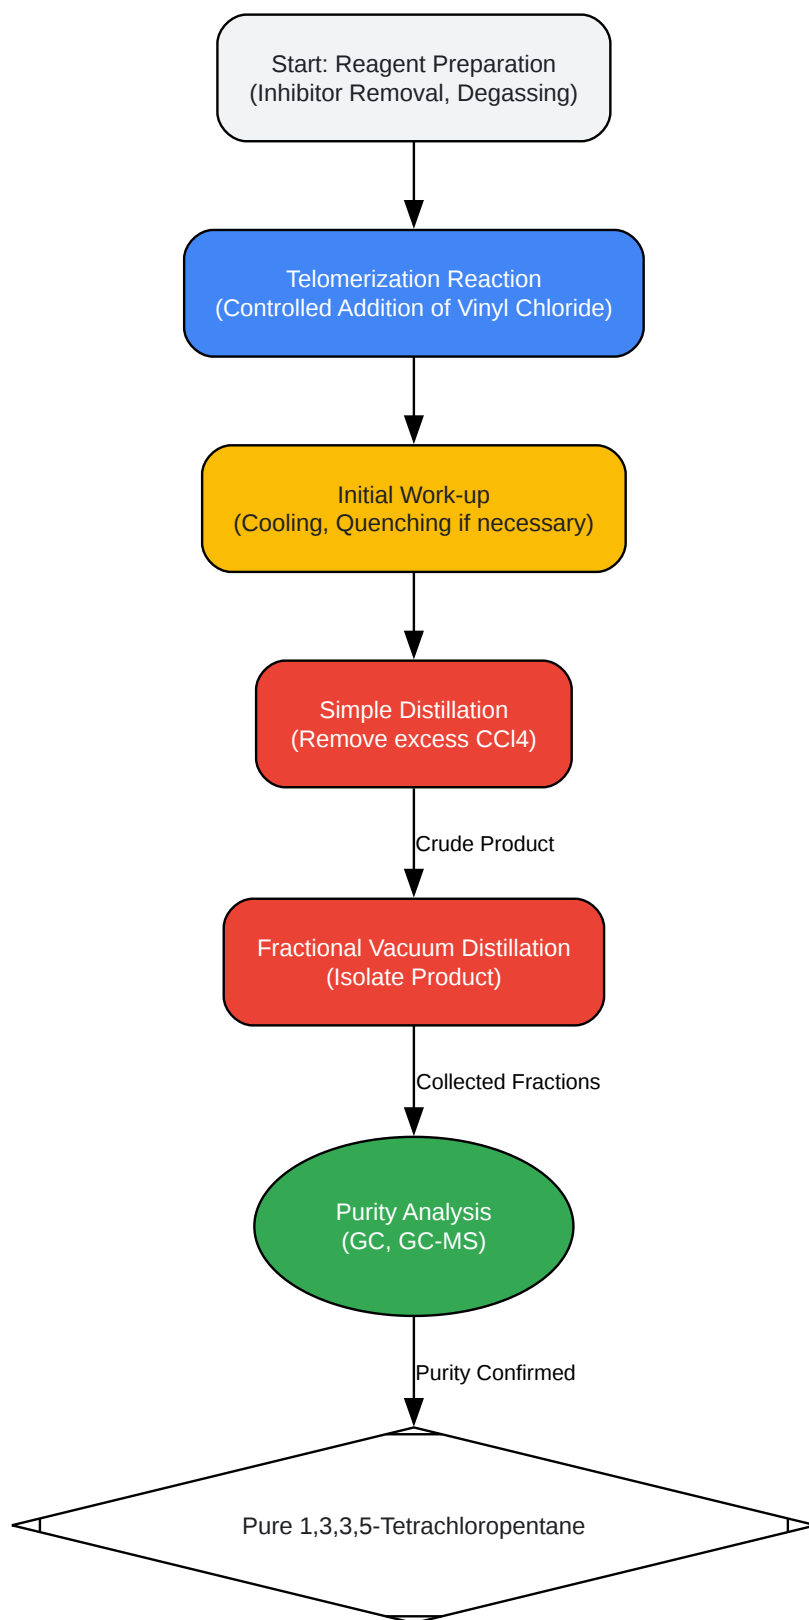 Start: Reagent Preparation
(Inhibitor Removal, Degassing)
Telomerization Reaction
(Controlled Addition of Vinyl Chloride)
Initial Work-up
(Cooling, Quenching if necessary)
Simple Distillation
(Remove excess CCl4)
Crude Product
Fractional Vacuum Distillation
(Isolate Product)
Collected Fractions
Purity Analysis
(GC, GC-MS)
Purity Confirmed
Pure 1,3,3,5-Tetrachloropentane